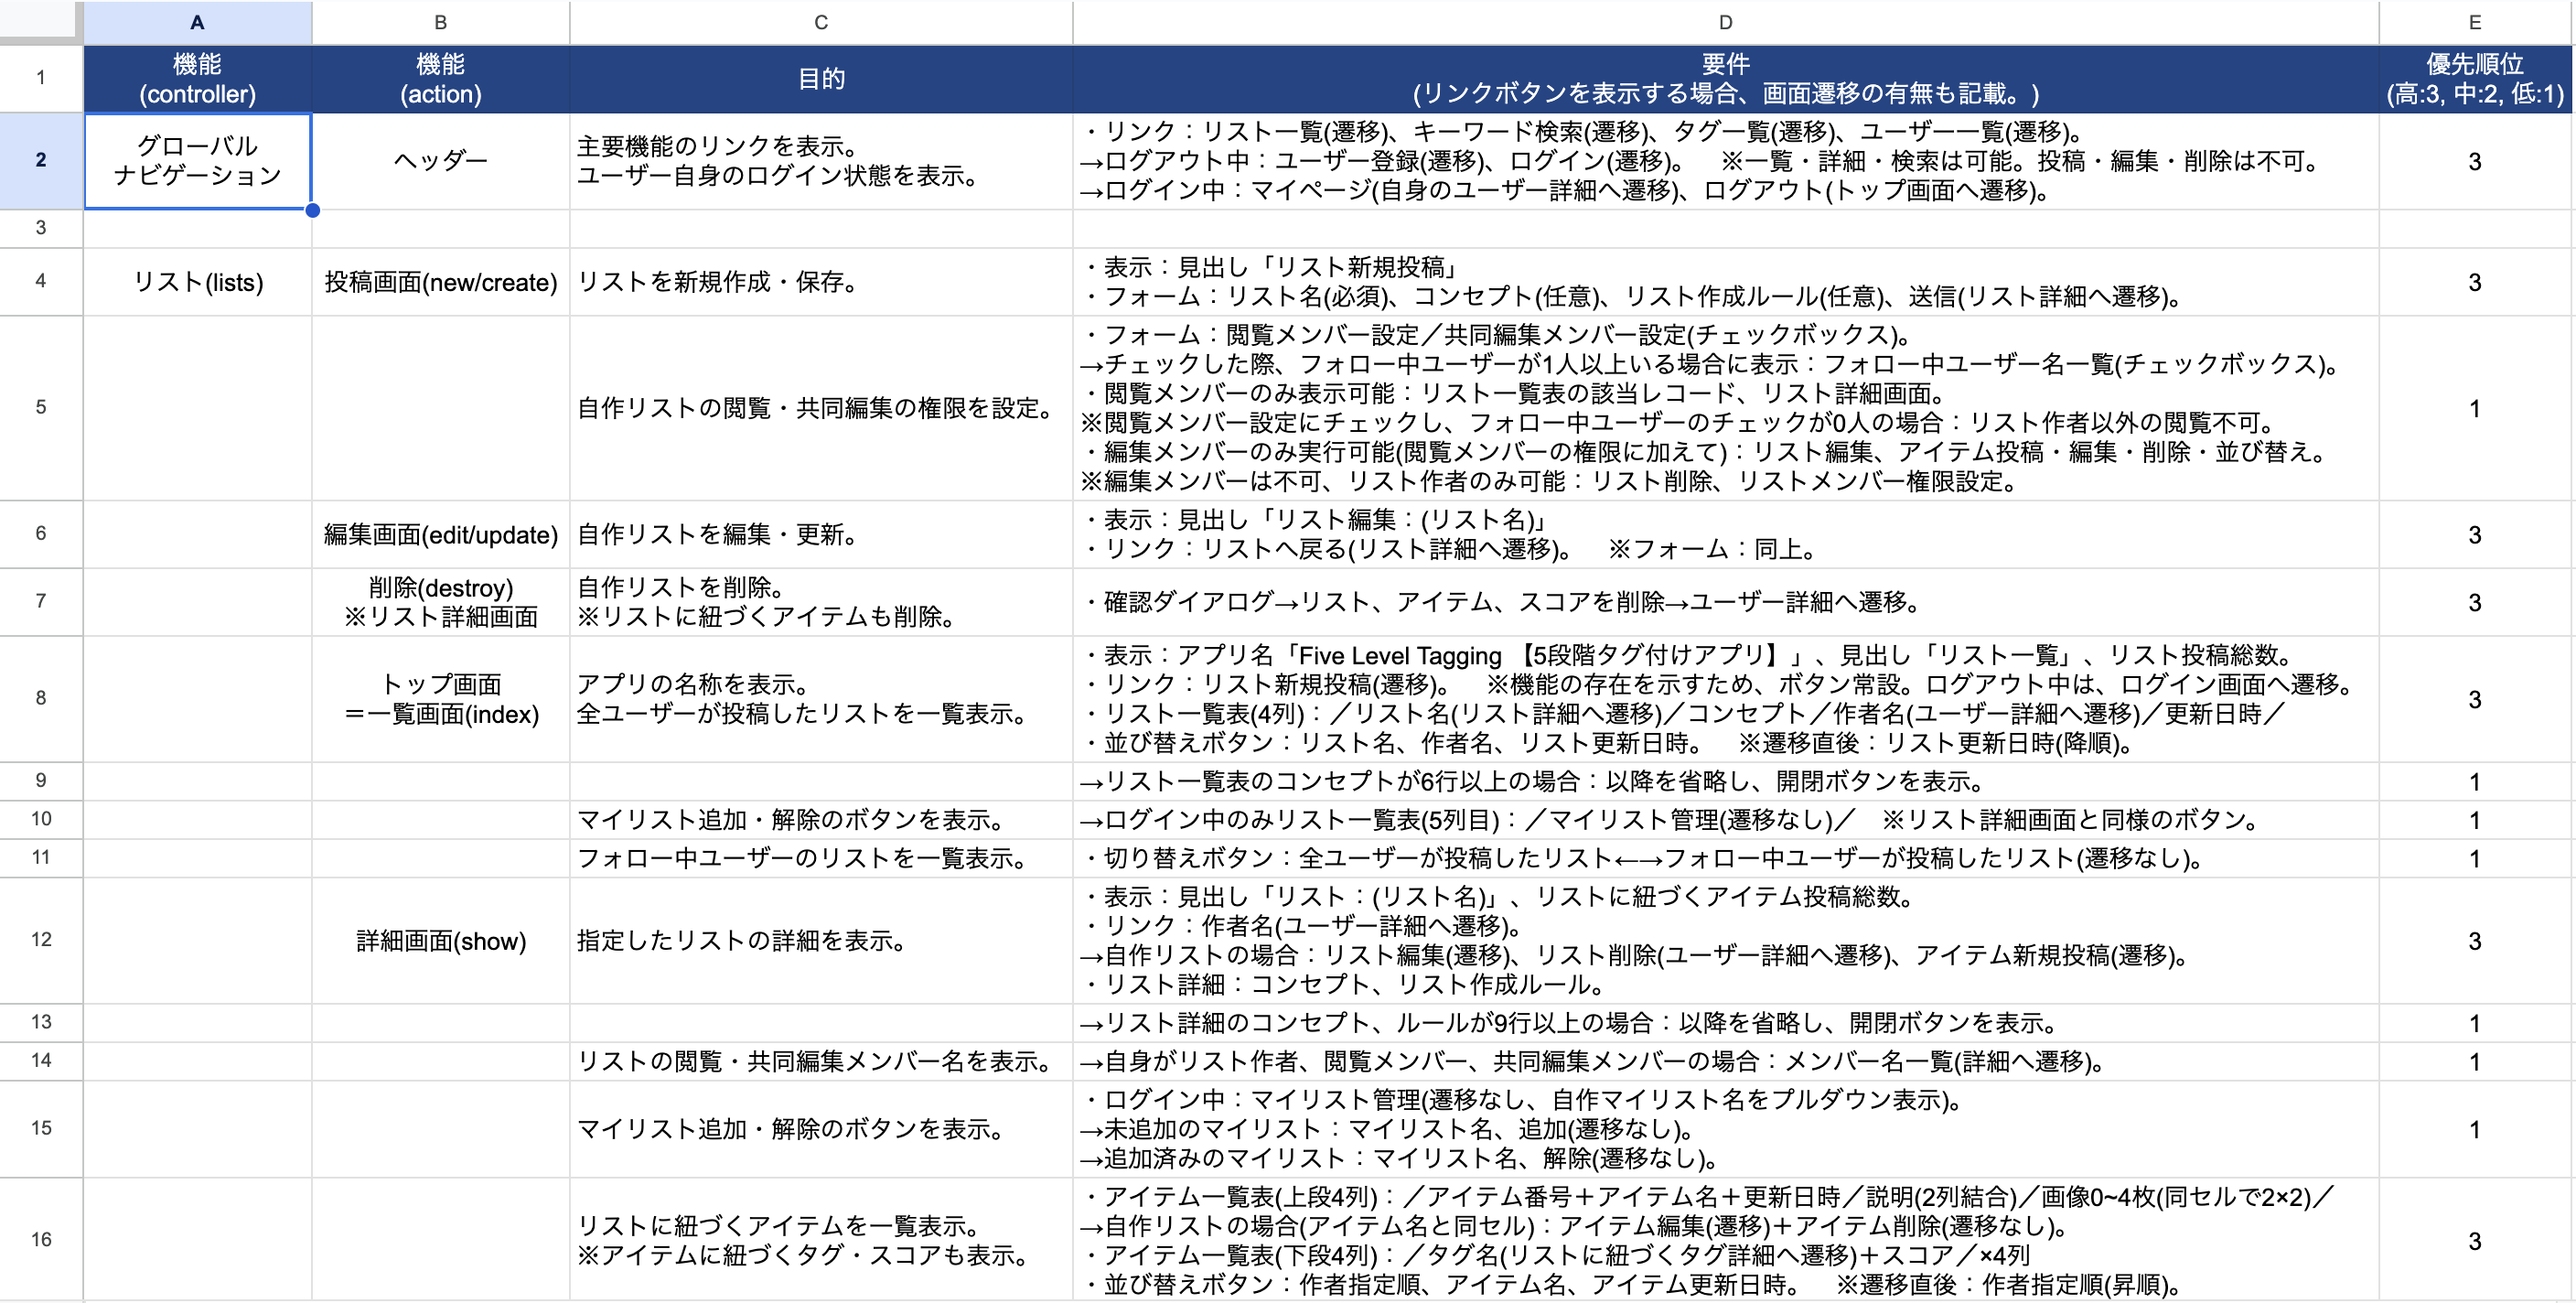 A B C D E
1
機能
(controller)
機能
(action)
目的
要件
(リンクボタンを表示する場合、画面遷移の有無も記載。)
優先順位
(高:3, 中:2, 低:1)
2
グローバル
ナビゲーション
ヘッダー
主要機能のリンクを表示。
ユーザー自身のログイン状態を表示。
・リンク：リスト一覧(遷移)、キーワード検索(遷移)、タグ一覧(遷移)、ユーザー一覧(遷移)。
→ログアウト中：ユーザー登録(遷移)、ログイン(遷移)。　※一覧・詳細・検索は可能。投稿・編集・削除は不可。
→ログイン中：マイページ(自身のユーザー詳細へ遷移)、ログアウト(トップ画面へ遷移)。
3
3
4
リスト(lists)
投稿画面(new/create)
リストを新規作成・保存。
・表示：見出し「リスト新規投稿」
・フォーム：リスト名(必須)、コンセプト(任意)、リスト作成ルール(任意)、送信(リスト詳細へ遷移)。
3
5
自作リストの閲覧・共同編集の権限を設定。
・フォーム：閲覧メンバー設定／共同編集メンバー設定(チェックボックス)。
→チェックした際、フォロー中ユーザーが1人以上いる場合に表示：フォロー中ユーザー名一覧(チェックボックス)。
・閲覧メンバーのみ表示可能：リスト一覧表の該当レコード、リスト詳細画面。
※閲覧メンバー設定にチェックし、フォロー中ユーザーのチェックが0人の場合：リスト作者以外の閲覧不可。
・編集メンバーのみ実行可能(閲覧メンバーの権限に加えて)：リスト編集、アイテム投稿・編集・削除・並び替え。
※編集メンバーは不可、リスト作者のみ可能：リスト削除、リストメンバー権限設定。
1
6
編集画面(edit/update)
自作リストを編集・更新。
・表示：見出し「リスト編集：(リスト名)」
・リンク：リストへ戻る(リスト詳細へ遷移)。　※フォーム：同上。
3
7
削除(destroy)
※リスト詳細画面
自作リストを削除。
※リストに紐づくアイテムも削除。
・確認ダイアログ→リスト、アイテム、スコアを削除→ユーザー詳細へ遷移。
3
8
トップ画面
＝一覧画面(index)
アプリの名称を表示。
全ユーザーが投稿したリストを一覧表示。
・表示：アプリ名「Five Level Tagging 【5段階タグ付けアプリ】」、見出し「リスト一覧」、リスト投稿総数。
・リンク：リスト新規投稿(遷移)。　※機能の存在を示すため、ボタン常設。ログアウト中は、ログイン画面へ遷移。
・リスト一覧表(4列)：／リスト名(リスト詳細へ遷移)／コンセプト／作者名(ユーザー詳細へ遷移)／更新日時／
・並び替えボタン：リスト名、作者名、リスト更新日時。　※遷移直後：リスト更新日時(降順)。
3
9
→リスト一覧表のコンセプトが6行以上の場合：以降を省略し、開閉ボタンを表示。
1
10
マイリスト追加・解除のボタンを表示。
→ログイン中のみリスト一覧表(5列目)：／マイリスト管理(遷移なし)／　※リスト詳細画面と同様のボタン。
1
11
フォロー中ユーザーのリストを一覧表示。
・切り替えボタン：全ユーザーが投稿したリスト←→フォロー中ユーザーが投稿したリスト(遷移なし)。
1
12
詳細画面(show)
指定したリストの詳細を表示。
・表示：見出し「リスト：(リスト名)」、リストに紐づくアイテム投稿総数。
・リンク：作者名(ユーザー詳細へ遷移)。
→自作リストの場合：リスト編集(遷移)、リスト削除(ユーザー詳細へ遷移)、アイテム新規投稿(遷移)。
・リスト詳細：コンセプト、リスト作成ルール。
3
13
→リスト詳細のコンセプト、ルールが9行以上の場合：以降を省略し、開閉ボタンを表示。
1
14
リストの閲覧・共同編集メンバー名を表示。
→自身がリスト作者、閲覧メンバー、共同編集メンバーの場合：メンバー名一覧(詳細へ遷移)。
1
15
マイリスト追加・解除のボタンを表示。
・ログイン中：マイリスト管理(遷移なし、自作マイリスト名をプルダウン表示)。
→未追加のマイリスト：マイリスト名、追加(遷移なし)。
→追加済みのマイリスト：マイリスト名、解除(遷移なし)。
1
16
リストに紐づくアイテムを一覧表示。
※アイテムに紐づくタグ・スコアも表示。
・アイテム一覧表(上段4列)：／アイテム番号＋アイテム名＋更新日時／説明(2列結合)／画像0~4枚(同セルで2×2)／
→自作リストの場合(アイテム名と同セル)：アイテム編集(遷移)＋アイテム削除(遷移なし)。
・アイテム一覧表(下段4列)：／タグ名(リストに紐づくタグ詳細へ遷移)＋スコア／×4列
・並び替えボタン：作者指定順、アイテム名、アイテム更新日時。　※遷移直後：作者指定順(昇順)。
3